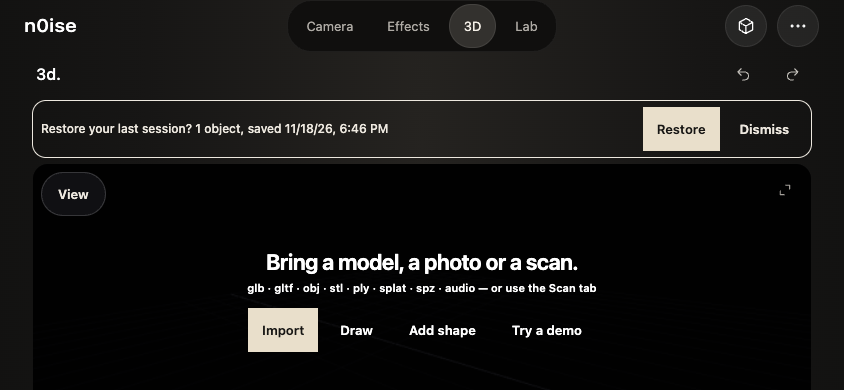 n0ise
Camera Effects 3D Lab
3d.
Restore your last session? 1 object, saved 11/18/26, 6:46 PM
Restore Dismiss
View
Bring a model, a photo or a scan.
glb · gltf · obj · stl · ply · splat · spz · audio — or use the Scan tab
Import Draw Add shape Try a demo